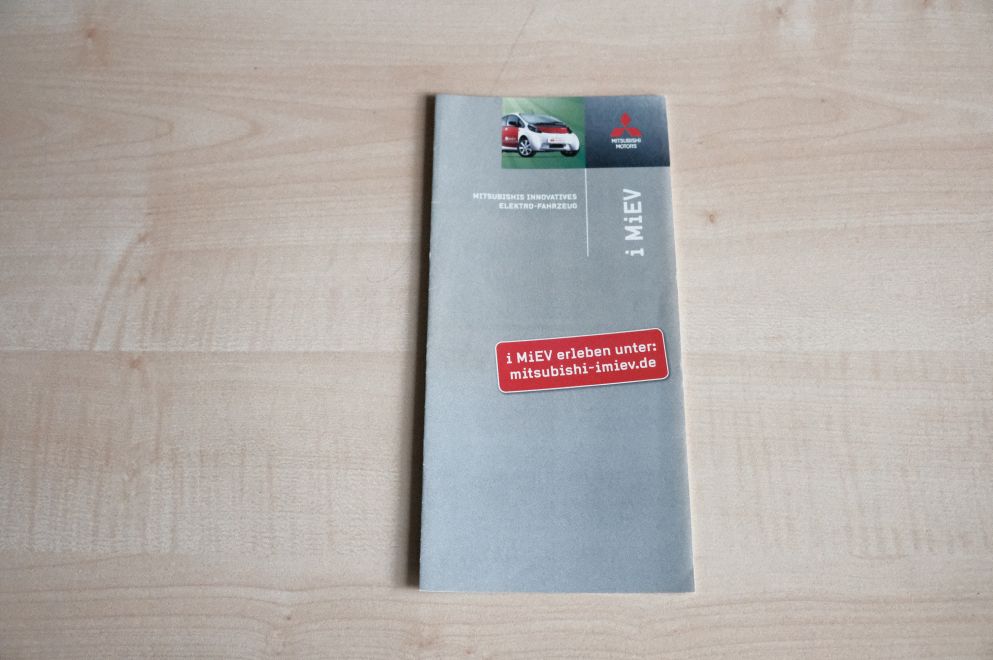 MITSUBISHI
MOTORS
MITSUBISHIS INNOVATIVES
ELEKTRO-FAHRZEUG
i MiEV
i MiEV erleben unter:
mitsubishi-imiev.de